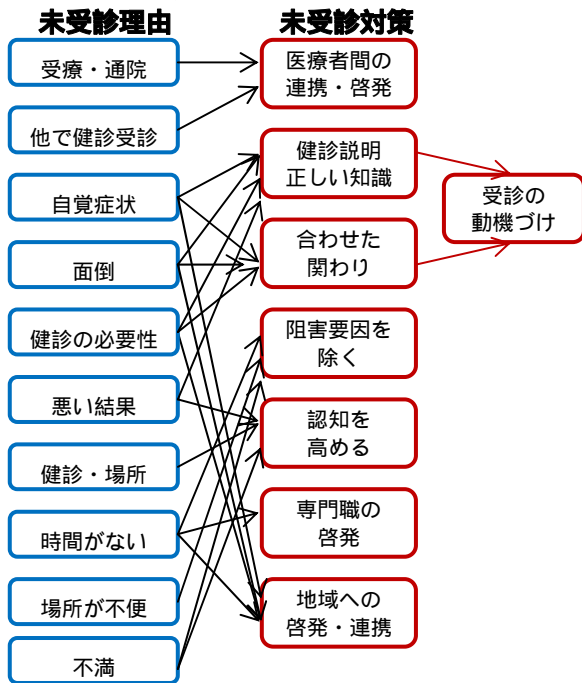 未受診理由
未受診対策
受療・通院
他で健診受診
自覚症状
面倒
健診の必要性
悪い結果
健診・場所
時間がない
場所が不便
不満
医療者間の
連携・啓発
健診説明
正しい知識
合わせた
関わり
阻害要因を
除く
認知を
高める
専門職の
啓発
地域への
啓発・連携
受診の
動機づけ